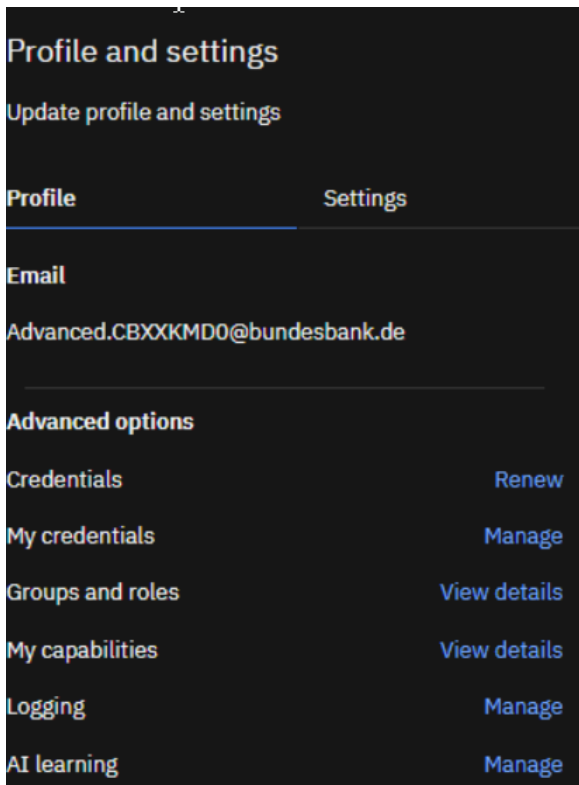 Profile and settings
Update profile and settings
Profile Settings
Email
Advanced.CBXXKMD0@bundesbank.de
Advanced options
Credentials Renew
My credentials Manage
Groups and roles View details
My capabilities View details
Logging Manage
AI learning Manage